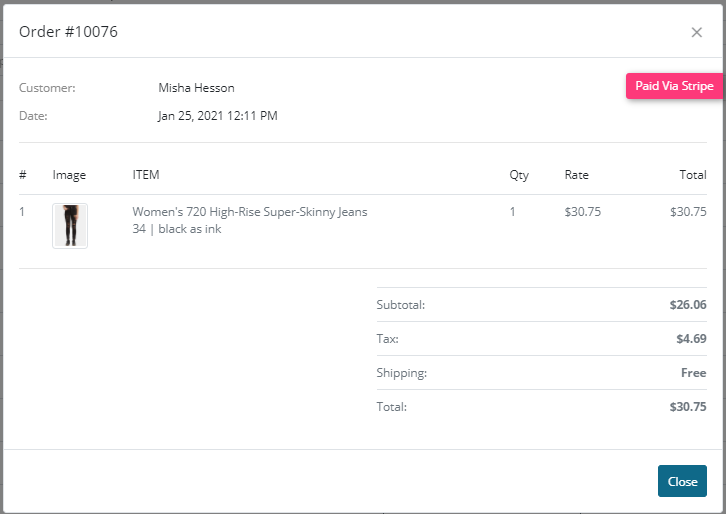 Order #10076 ×
Customer: Misha Hesson
Paid Via Stripe
Date: Jan 25, 2021 12:11 PM
# Image ITEM Qty Rate Total
1 Women's 720 High-Rise Super-Skinny Jeans 1 $30.75 $30.75
34 | black as ink
Subtotal: $26.06
Tax: $4.69
Shipping: Free
Total: $30.75
Close